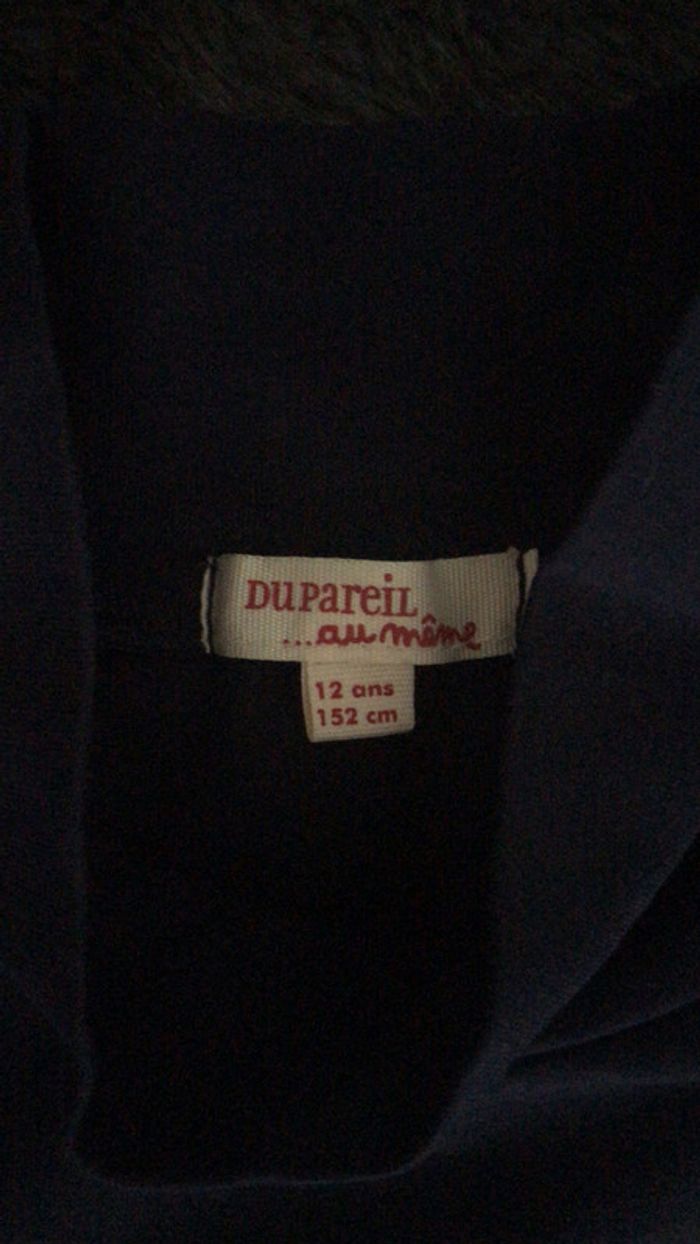 DUPareiL
...au même
12 ans
152 cm